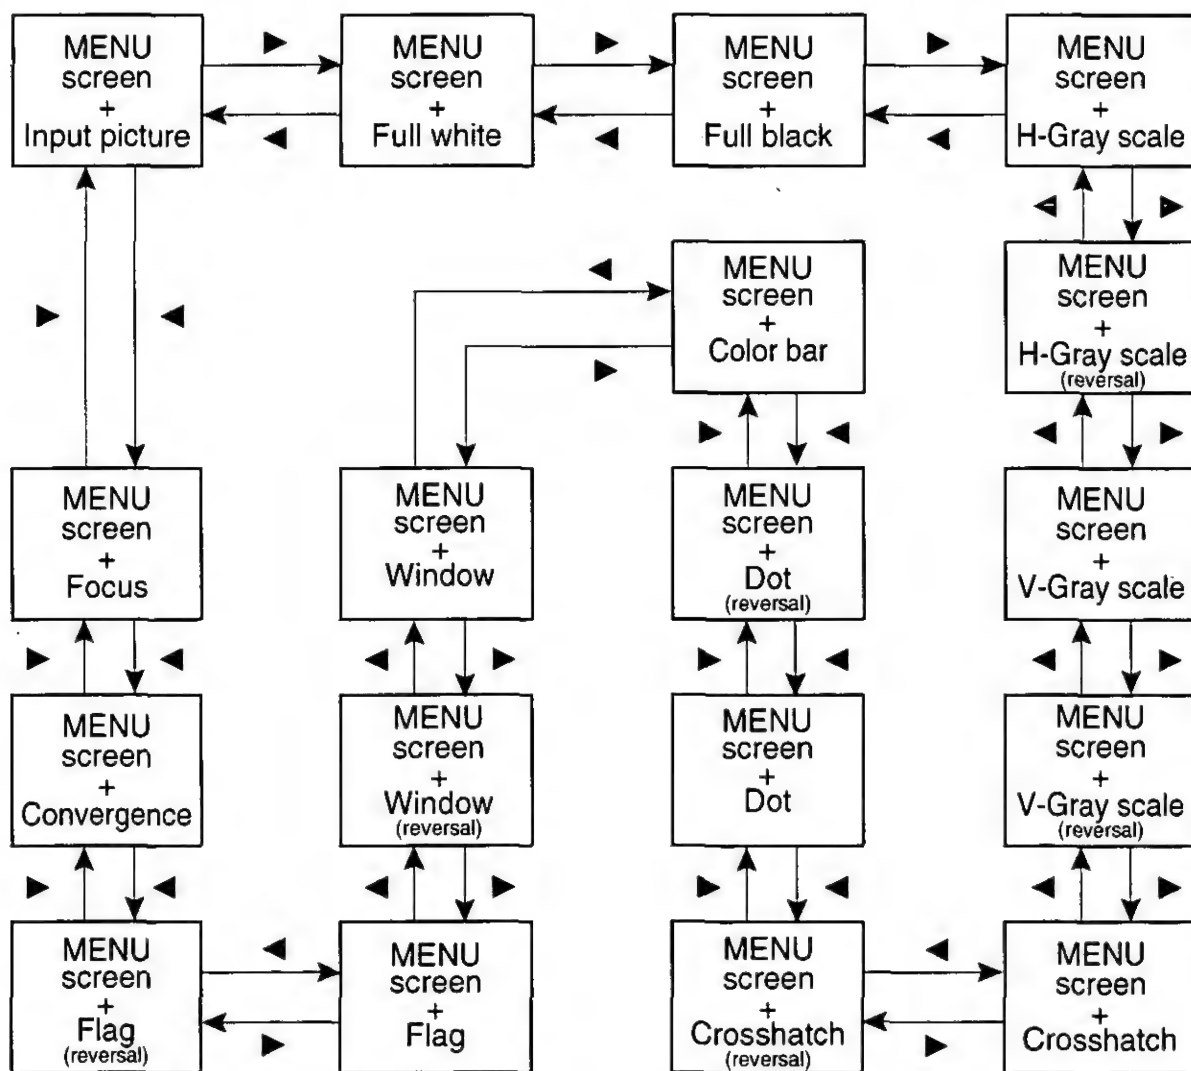 MENU
screen
+
Input picture
MENU
screen
+
Full white
MENU
screen
+
Full black
MENU
screen
+
H-Gray scale
MENU
screen
+
Color bar
MENU
screen
+
H-Gray scale
(reversal)
MENU
screen
+
Focus
MENU
screen
+
Window
MENU
screen
+
Dot
(reversal)
MENU
screen
+
V-Gray scale
MENU
screen
+
Convergence
MENU
screen
+
Window
(reversal)
MENU
screen
+
Dot
MENU
screen
+
V-Gray scale
(reversal)
MENU
screen
+
Flag
(reversal)
MENU
screen
+
Flag
MENU
screen
+
Crosshatch
(reversal)
MENU
screen
+
Crosshatch